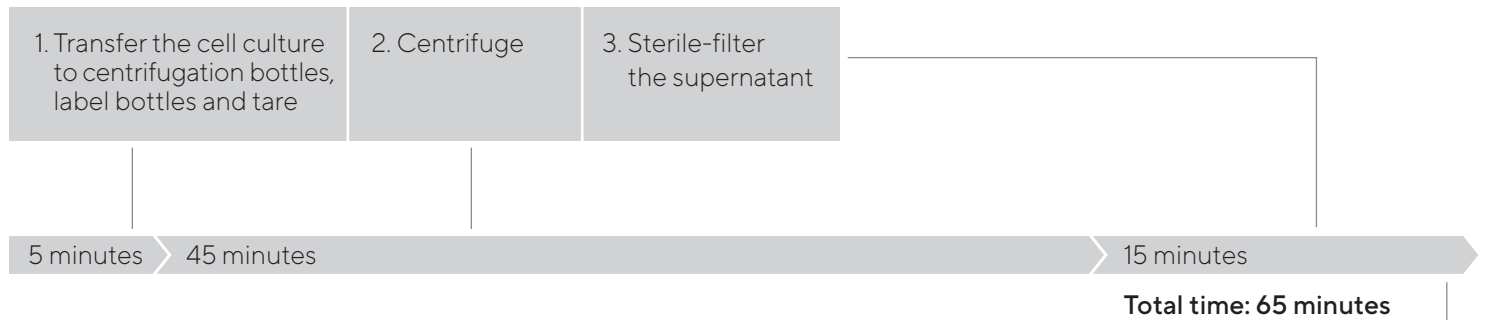 1. Transfer the cell culture
to centrifugation bottles,
label bottles and tare
2. Centrifuge
3. Sterile-filter
the supernatant
5 minutes
45 minutes
15 minutes
Total time: 65 minutes